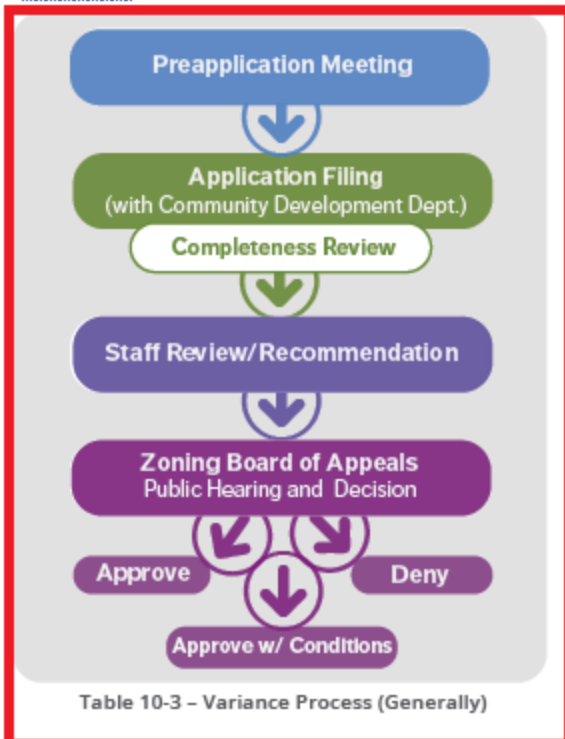 Preapplication Meeting
Application Filing
(with Community Development Dept.)
Completeness Review
Staff Review/Recommendation
Zoning Board of Appeals
Public Hearing and Decision
Approve
Deny
Approve w/ Conditions
Table 10-3 – Variance Process (Generally)